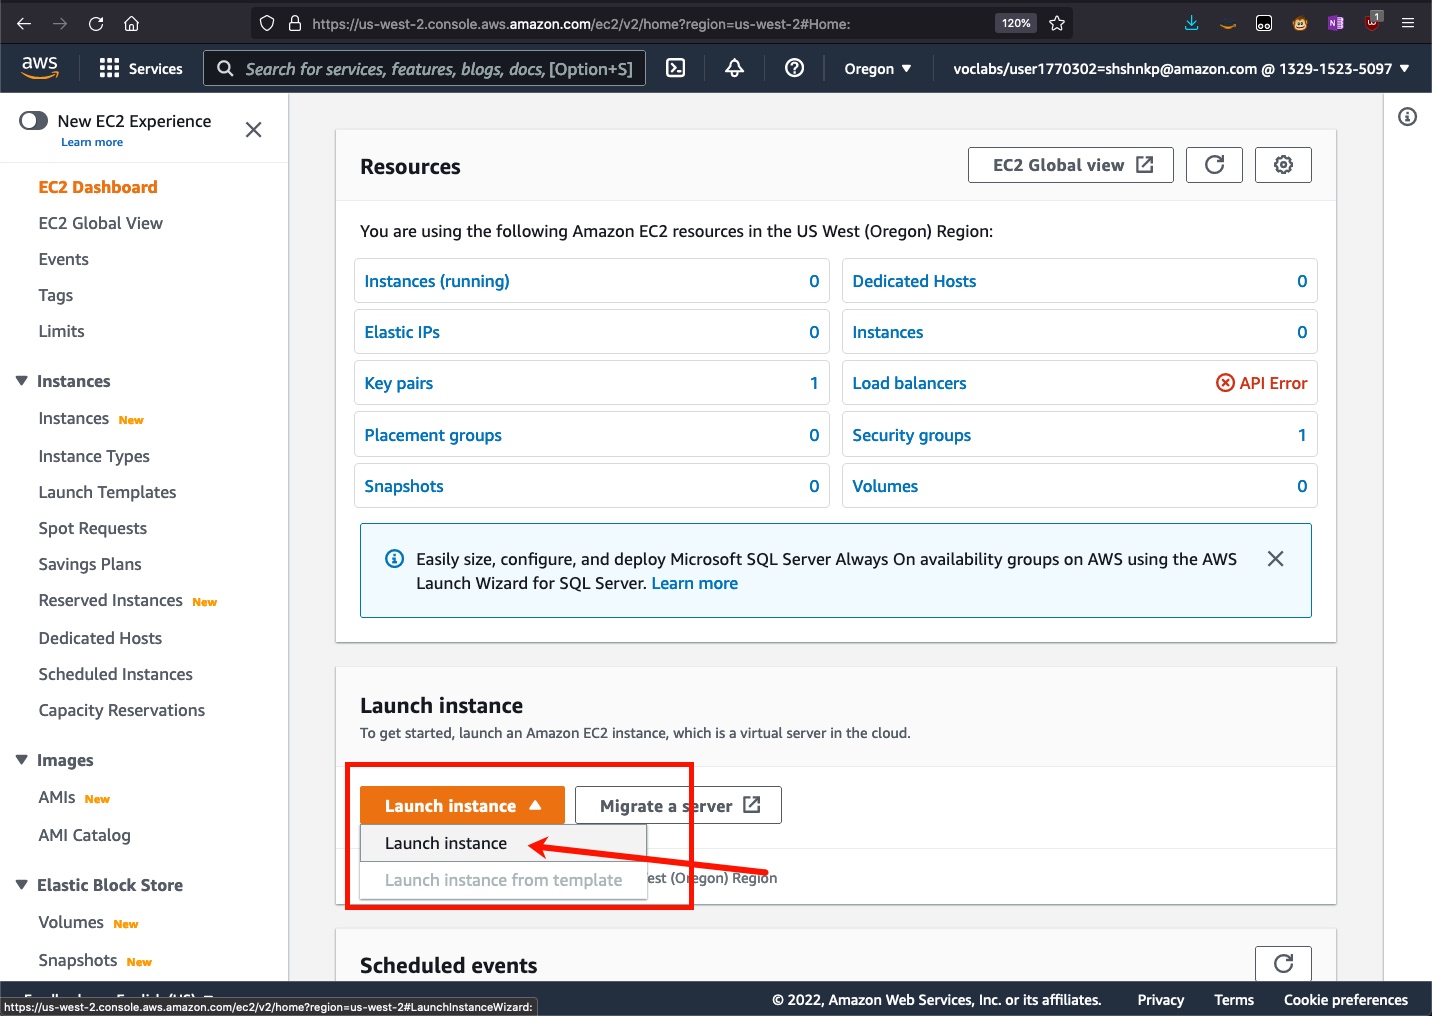 https://us-west-2.console.aws.amazon.com/ec2/v2/home?region=us-west-2#Home:
120%
1
aws
Services
Search for services, features, blogs, docs, [Option+S]
Oregon
voclabs/user1770302=shshnkp@amazon.com @ 1329-1523-5097
New EC2 Experience
Learn more
EC2 Dashboard
EC2 Global View
Events
Tags
Limits
Instances
Instances New
Instance Types
Launch Templates
Spot Requests
Savings Plans
Reserved Instances New
Dedicated Hosts
Scheduled Instances
Capacity Reservations
Images
AMIs New
AMI Catalog
Elastic Block Store
Volumes New
Snapshots New
Resources
EC2 Global view
You are using the following Amazon EC2 resources in the US West (Oregon) Region:
Instances (running) 0
Dedicated Hosts 0
Elastic IPs 0
Instances 0
Key pairs 1
Load balancers API Error
Placement groups 0
Security groups 1
Snapshots 0
Volumes 0
Easily size, configure, and deploy Microsoft SQL Server Always On availability groups on AWS using the AWS
Launch Wizard for SQL Server. Learn more
Launch instance
To get started, launch an Amazon EC2 instance, which is a virtual server in the cloud.
Launch instance
Migrate a server
Launch instance
Launch instance from template
est (Oregon) Region
Scheduled events
https://us-west-2.console.aws.amazon.com/ec2/v2/home?region=us-west-2#LaunchInstanceWizard:
© 2022, Amazon Web Services, Inc. or its affiliates.
Privacy
Terms
Cookie preferences